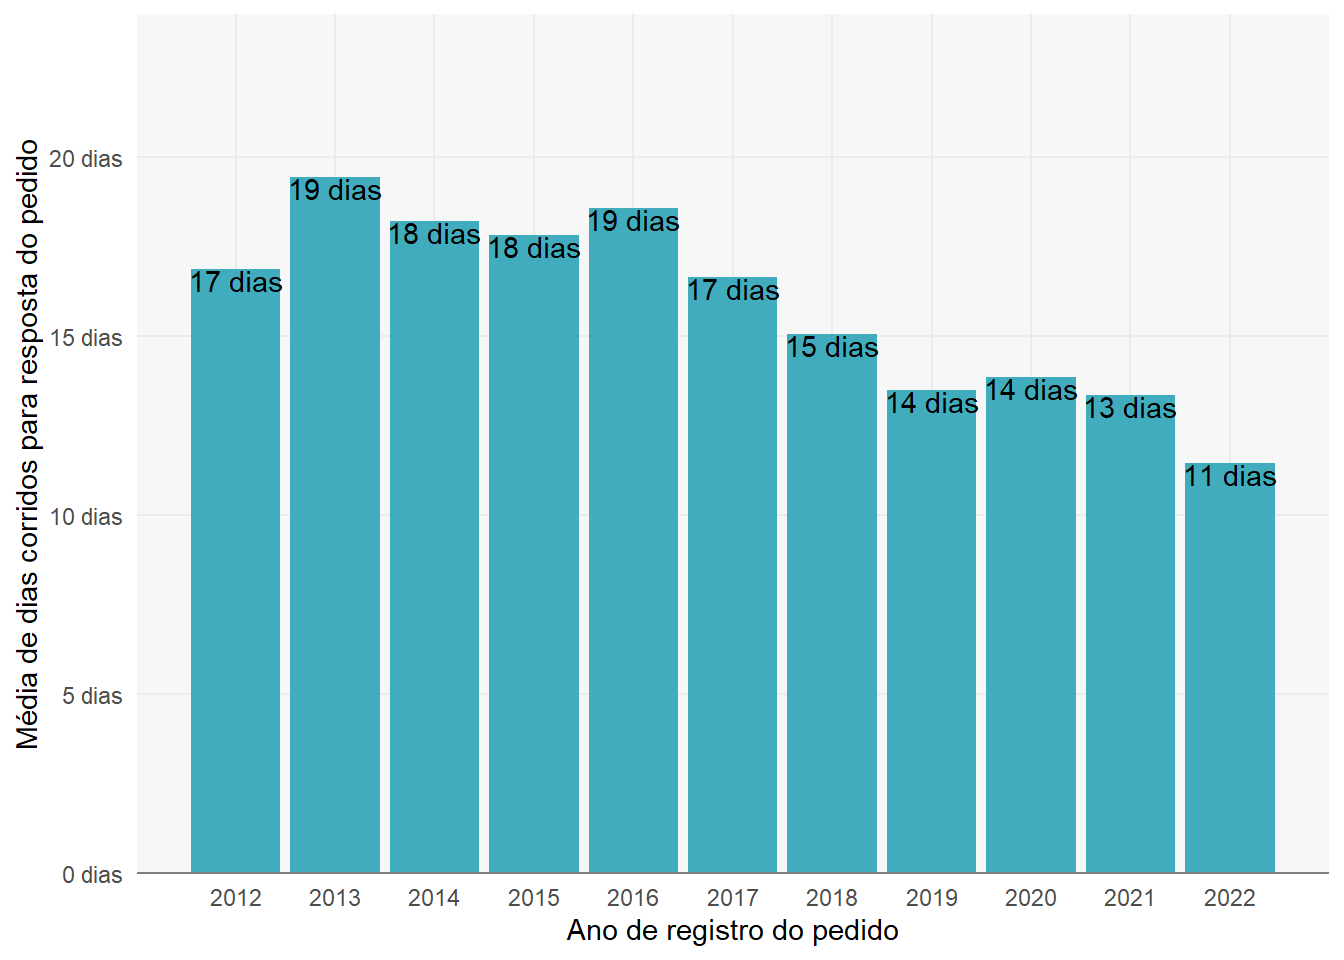 Média de dias corridos para resposta do pedido
20 dias
15 dias
10 dias
5 dias
0 dias
17 dias
19 dias
18 dias
18 dias
19 dias
17 dias
15 dias
14 dias
14 dias
13 dias
11 dias
2012 2013 2014 2015 2016 2017 2018 2019 2020 2021 2022
Ano de registro do pedido